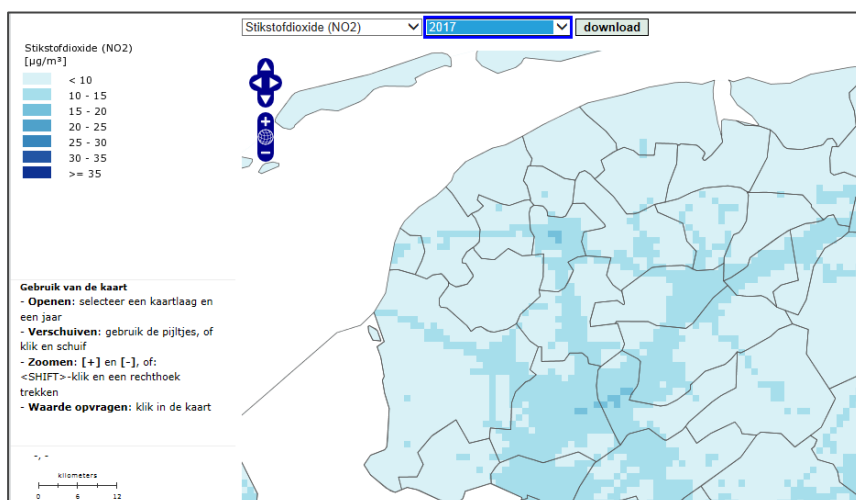 Stikstofdioxide (NO2) 2017 download
Stikstofdioxide (NO2)
[µg/m³]
< 10
10 - 15
15 - 20
20 - 25
25 - 30
30 - 35
>= 35
Gebruik van de kaart
- Openen: selecteer een kaartlaag en
een jaar
- Verschuiven: gebruik de pijltjes, of
klik en schuif
- Zoomen: [+] en [-], of:
<SHIFT>-klik en een rechthoek
trekken
- Waarde opvragen: klik in de kaart
-, -
kilometers
0 6 12